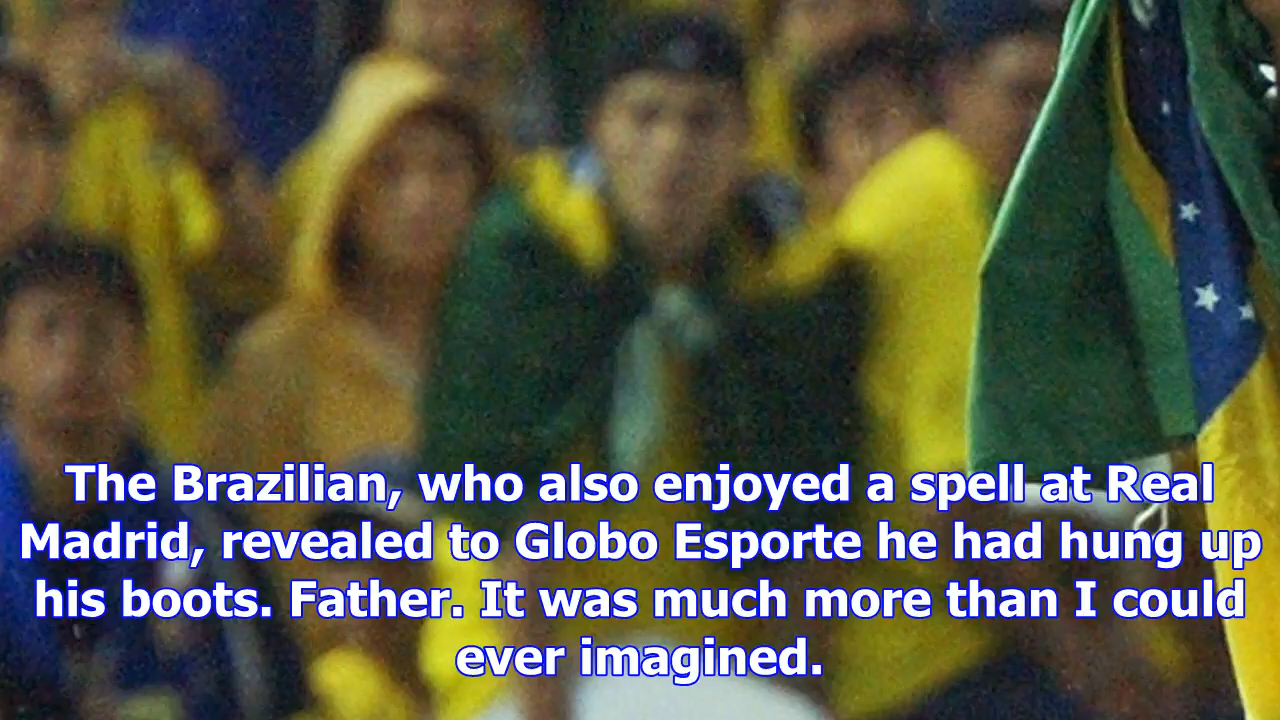 The Brazilian, who also enjoyed a spell at Real
Madrid, revealed to Globo Esporte he had hung up
his boots. Father. It was much more than I could
ever imagined.